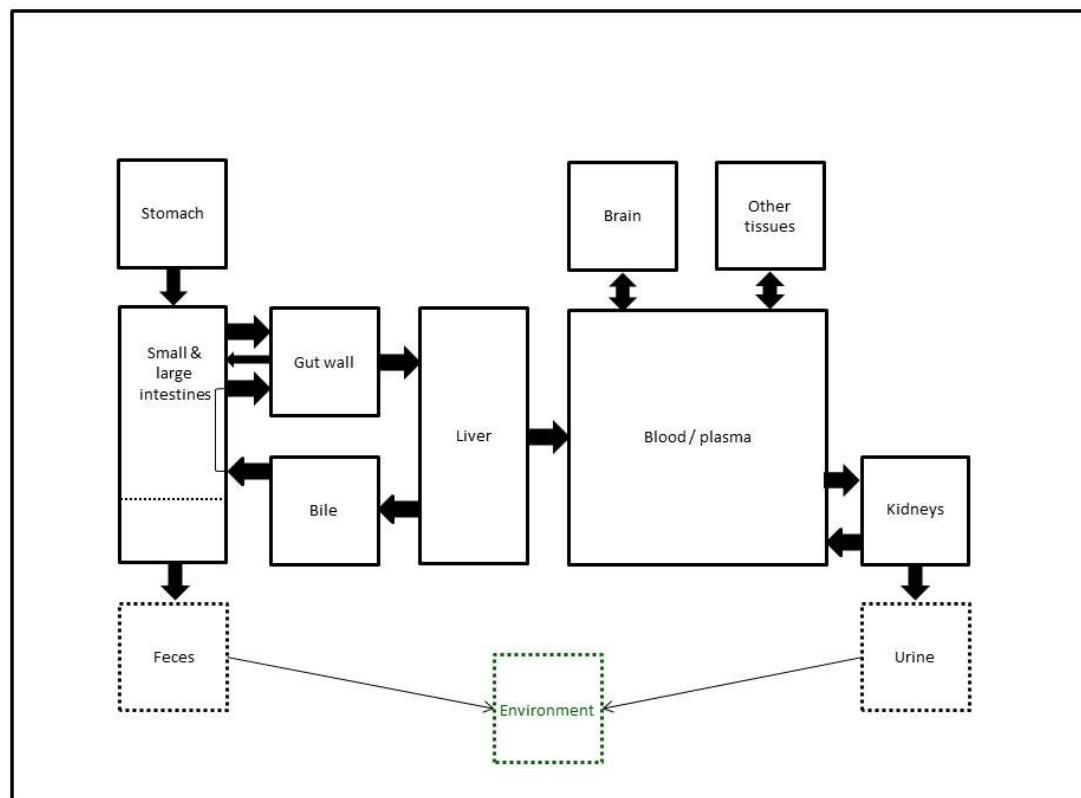 Stomach
Brain
Other
tissues
Small &
large
intestines
Gut wall
Liver
Blood / plasma
Bile
Kidneys
Feces
Urine
Environment